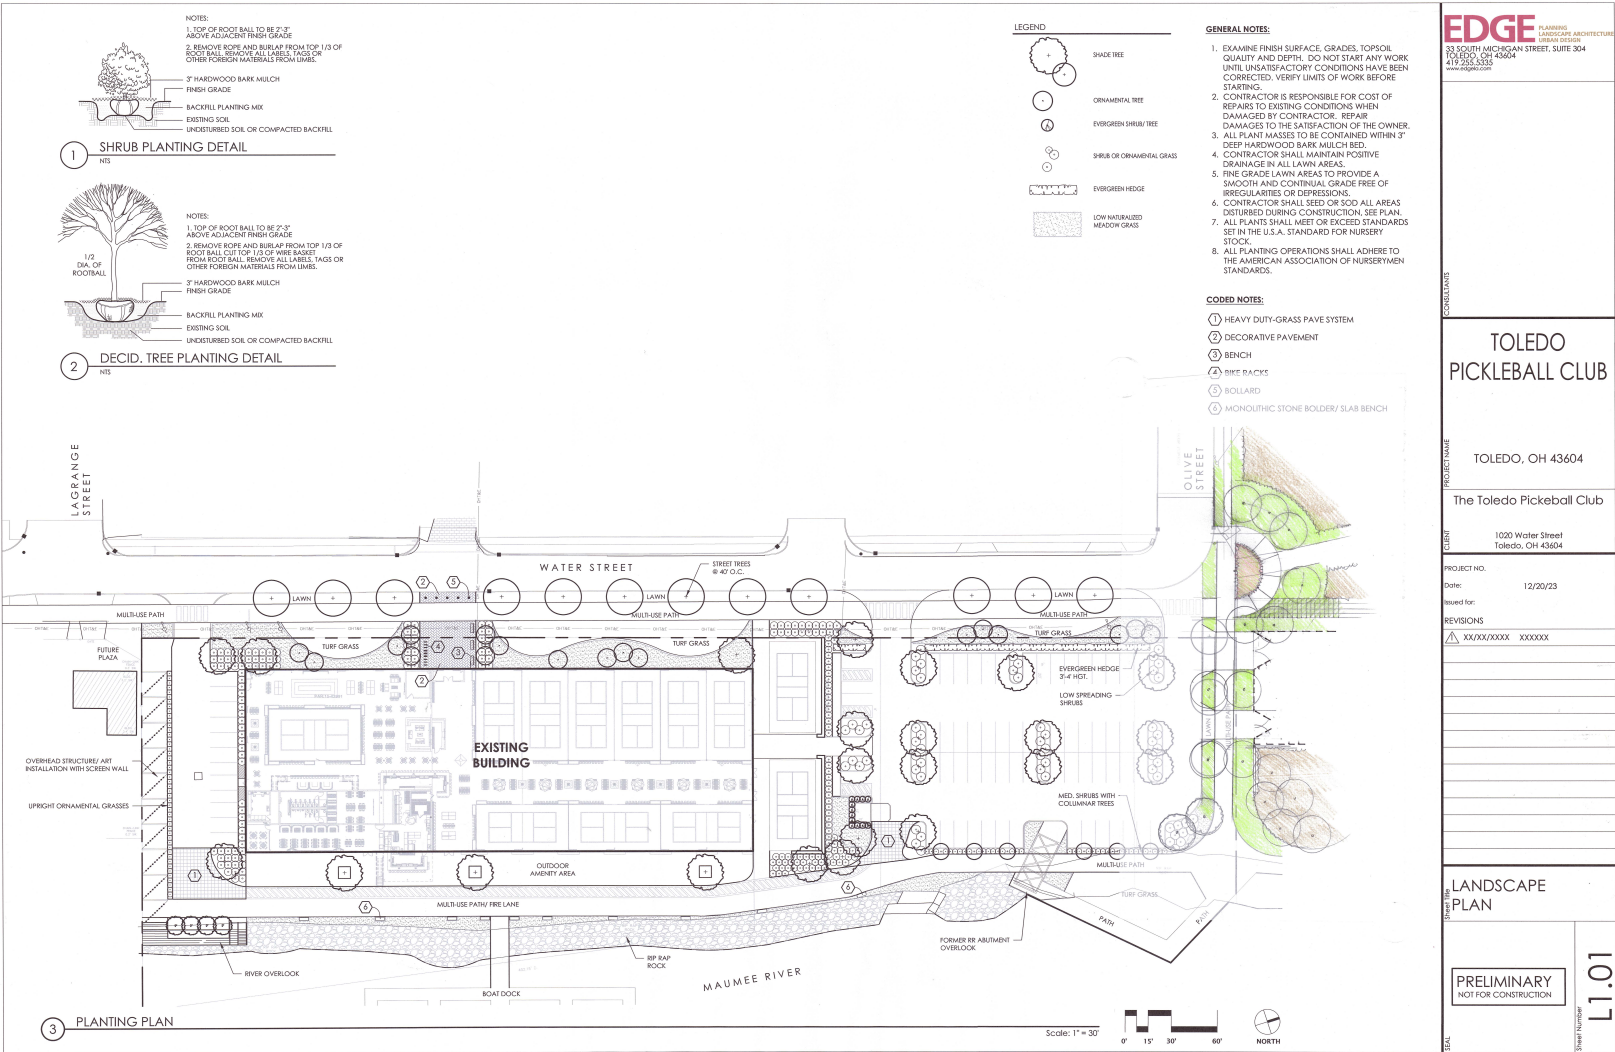 NOTES:
1. TOP OF ROOT BALL TO BE 2"-3"
ABOVE ADJACENT FINISH GRADE
2. REMOVE ROPE AND BURLAP FROM TOP 1/3 OF
ROOT BALL. REMOVE ALL LABELS, TAGS OR
OTHER FOREIGN MATERIALS FROM LIMBS.
3" HARDWOOD BARK MULCH
FINISH GRADE
BACKFILL PLANTING MIX
EXISTING SOIL
UNDISTURBED SOIL OR COMPACTED BACKFILL
1
SHRUB PLANTING DETAIL
NTS
NOTES:
1. TOP OF ROOT BALL TO BE 2"-3"
ABOVE ADJACENT FINISH GRADE
2. REMOVE ROPE AND BURLAP FROM TOP 1/3 OF
ROOT BALL CUT TOP 1/3 OF WIRE BASKET
FROM ROOT BALL. REMOVE ALL LABELS, TAGS OR
OTHER FOREIGN MATERIALS FROM LIMBS.
1/2
DIA. OF
ROOTBALL
3" HARDWOOD BARK MULCH
FINISH GRADE
BACKFILL PLANTING MIX
EXISTING SOIL
UNDISTURBED SOIL OR COMPACTED BACKFILL
2
DECID. TREE PLANTING DETAIL
NTS
LEGEND
SHADE TREE
ORNAMENTAL TREE
EVERGREEN SHRUB/ TREE
SHRUB OR ORNAMENTAL GRASS
EVERGREEN HEDGE
LOW NATURALIZED
MEADOW GRASS
GENERAL NOTES:
1. EXAMINE FINISH SURFACE, GRADES, TOPSOIL
QUALITY AND DEPTH. DO NOT START ANY WORK
UNTIL UNSATISFACTORY CONDITIONS HAVE BEEN
CORRECTED. VERIFY LIMITS OF WORK BEFORE
STARTING.
2. CONTRACTOR IS RESPONSIBLE FOR COST OF
REPAIRS TO EXISTING CONDITIONS WHEN
DAMAGED BY CONTRACTOR. REPAIR
DAMAGES TO THE SATISFACTION OF THE OWNER.
3. ALL PLANT MASSES TO BE CONTAINED WITHIN 3"
DEEP HARDWOOD BARK MULCH BED.
4. CONTRACTOR SHALL MAINTAIN POSITIVE
DRAINAGE IN ALL LAWN AREAS.
5. FINE GRADE LAWN AREAS TO PROVIDE A
SMOOTH AND CONTINUAL GRADE FREE OF
IRREGULARITIES OR DEPRESSIONS.
6. CONTRACTOR SHALL SEED OR SOD ALL AREAS
DISTURBED DURING CONSTRUCTION, SEE PLAN.
7. ALL PLANTS SHALL MEET OR EXCEED STANDARDS
SET IN THE U.S.A. STANDARD FOR NURSERY
STOCK.
8. ALL PLANTING OPERATIONS SHALL ADHERE TO
THE AMERICAN ASSOCIATION OF NURSERYMEN
STANDARDS.
CODED NOTES:
1 HEAVY DUTY-GRASS PAVE SYSTEM
2 DECORATIVE PAVEMENT
3 BENCH
4 BIKE RACKS
5 BOLLARD
6 MONOLITHIC STONE BOLDER/ SLAB BENCH
LAGRANGE
STREET
OLIVE
STREET
WATER STREET
STREET TREES
@ 40' O.C.
2
5
LAWN
LAWN
LAWN
MULTI-USE PATH
MULTI-USE PATH
MULTI-USE PATH
FUTURE
PLAZA
TURF GRASS
4
3
TURF GRASS
TURF GRASS
2
EVERGREEN HEDGE
3'-4' HGT.
LOW SPREADING
SHRUBS
LAWN
MULTI-USE PATH
EXISTING
BUILDING
OVERHEAD STRUCTURE/ ART
INSTALLATION WITH SCREEN WALL
UPRIGHT ORNAMENTAL GRASSES
MED. SHRUBS WITH
COLUMNAR TREES
1
1
OUTDOOR
AMENITY AREA
MULTI-USE PATH
6
6
MULTI-USE PATH/ FIRE LANE
TURF GRASS
PATH
PATH
FORMER RR ABUTMENT
OVERLOOK
RIP RAP
ROCK
RIVER OVERLOOK
MAUMEE RIVER
BOAT DOCK
3
PLANTING PLAN
Scale: 1" = 30'
0' 15' 30' 60'
NORTH
EDGE
PLANNING
LANDSCAPE ARCHITECTURE
URBAN DESIGN
33 SOUTH MICHIGAN STREET, SUITE 304
TOLEDO, OH 43604
419.255.5335
www.edgela.com
CONSULTANTS
TOLEDO
PICKLEBALL CLUB
TOLEDO, OH 43604
PROJECT NAME
The Toledo Pickeball Club
1020 Water Street
Toledo, OH 43604
CLIENT
PROJECT NO.
Date: 12/20/23
Issued for:
REVISIONS
XX/XX/XXXX XXXXXX
Sheet Title
LANDSCAPE
PLAN
PRELIMINARY
NOT FOR CONSTRUCTION
SEAL
Sheet Number
L1.01